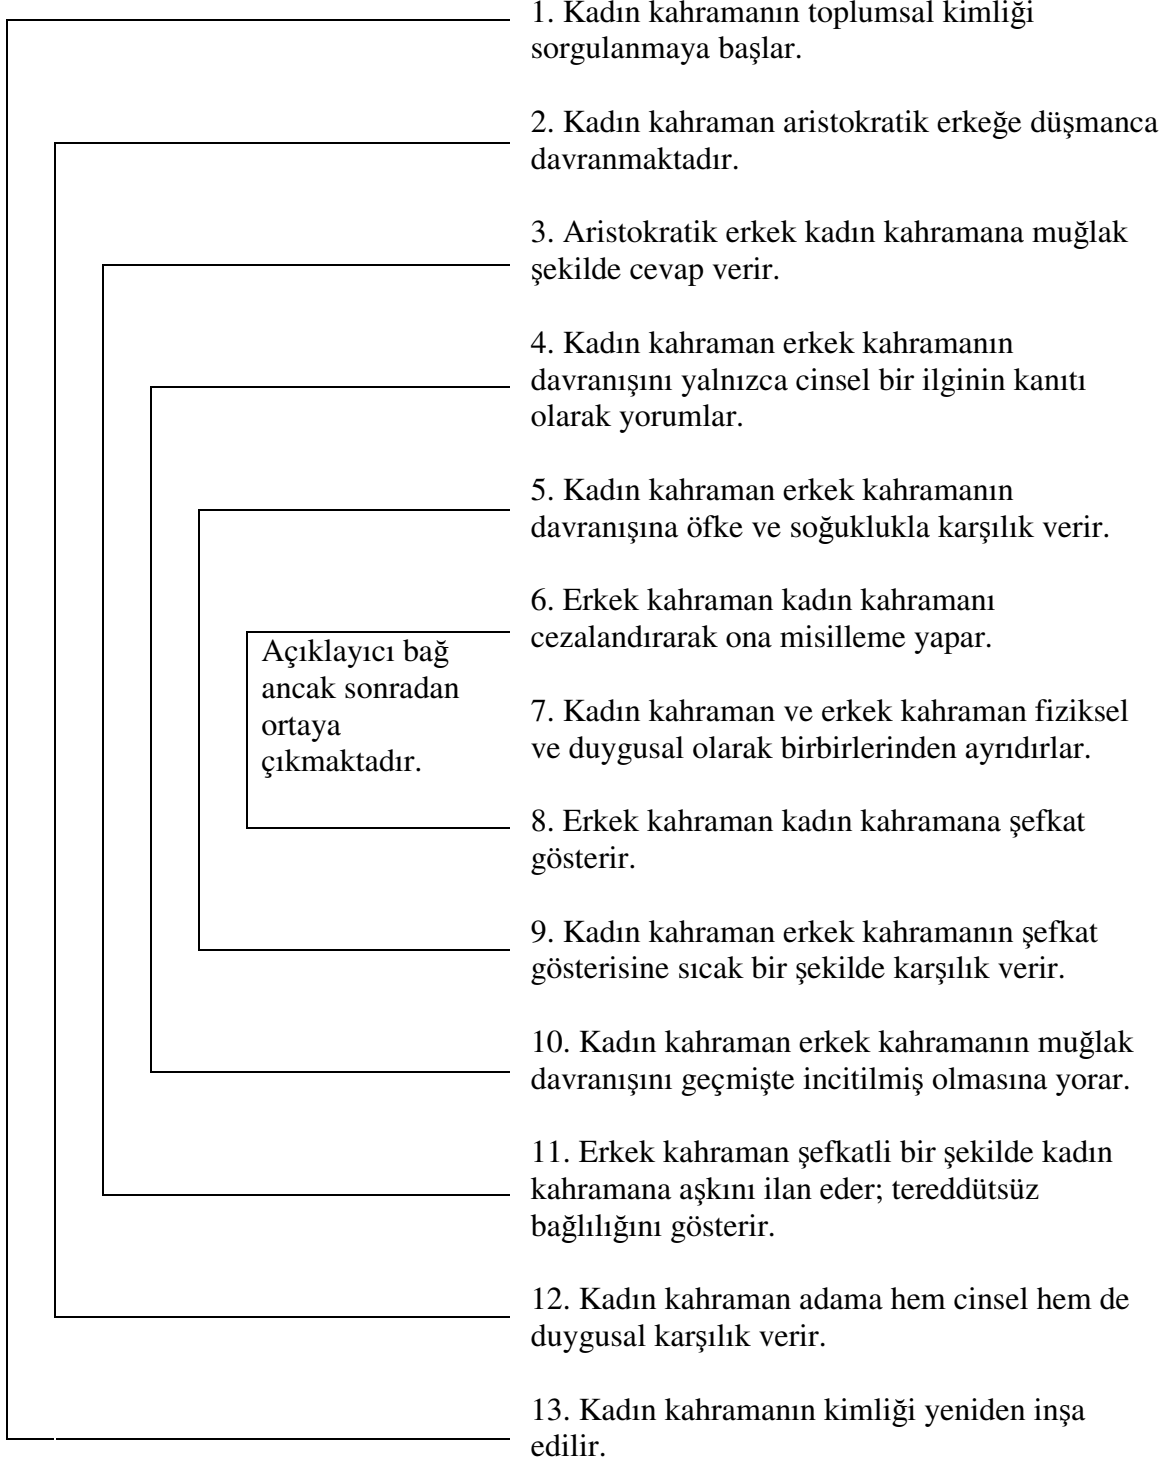 1. Kadın kahramanın toplumsal kimliği
sorgulanmaya başlar.
2. Kadın kahraman aristokratik erkeğe düşmanca
davranmaktadır.
3. Aristokratik erkek kadın kahramana muğlak
şekilde cevap verir.
4. Kadın kahraman erkek kahramanın
davranışını yalnızca cinsel bir ilginin kanıtı
olarak yorumlar.
5. Kadın kahraman erkek kahramanın
davranışına öfke ve soğuklukla karşılık verir.
6. Erkek kahraman kadın kahramanı
cezalandırarak ona misilleme yapar.
Açıklayıcı bağ
ancak sonradan
ortaya
çıkmaktadır.
7. Kadın kahraman ve erkek kahraman fiziksel
ve duygusal olarak birbirlerinden ayrıdırlar.
8. Erkek kahraman kadın kahramana şefkat
gösterir.
9. Kadın kahraman erkek kahramanın şefkat
gösterisine sıcak bir şekilde karşılık verir.
10. Kadın kahraman erkek kahramanın muğlak
davranışını geçmişte incitilmiş olmasına yorar.
11. Erkek kahraman şefkatli bir şekilde kadın
kahramana aşkını ilan eder; tereddütsüz
bağlılığını gösterir.
12. Kadın kahraman adama hem cinsel hem de
duygusal karşılık verir.
13. Kadın kahramanın kimliği yeniden inşa
edilir.